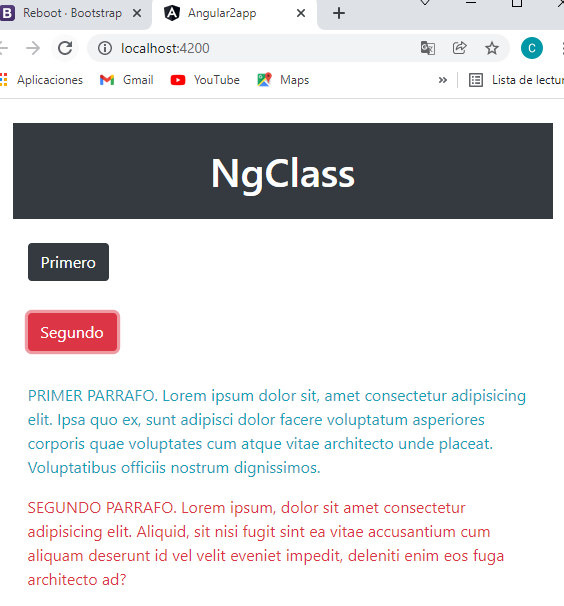 Reboot · Bootstrap
Angular2app
localhost:4200
C
Aplicaciones
Gmail
YouTube
Maps
»
Lista de lectur
NgClass
Primero
Segundo
PRIMER PARRAFO. Lorem ipsum dolor sit, amet consectetur adipisicing
elit. Ipsa quo ex, sunt adipisci dolor facere voluptatum asperiores
corporis quae voluptates cum atque vitae architecto unde placeat.
Voluptatibus officiis nostrum dignissimos.
SEGUNDO PARRAFO. Lorem ipsum, dolor sit amet consectetur
adipisicing elit. Aliquid, sit nisi fugit sint ea vitae accusantium cum
aliquam deserunt id vel velit eveniet impedit, deleniti enim eos fuga
architecto ad?